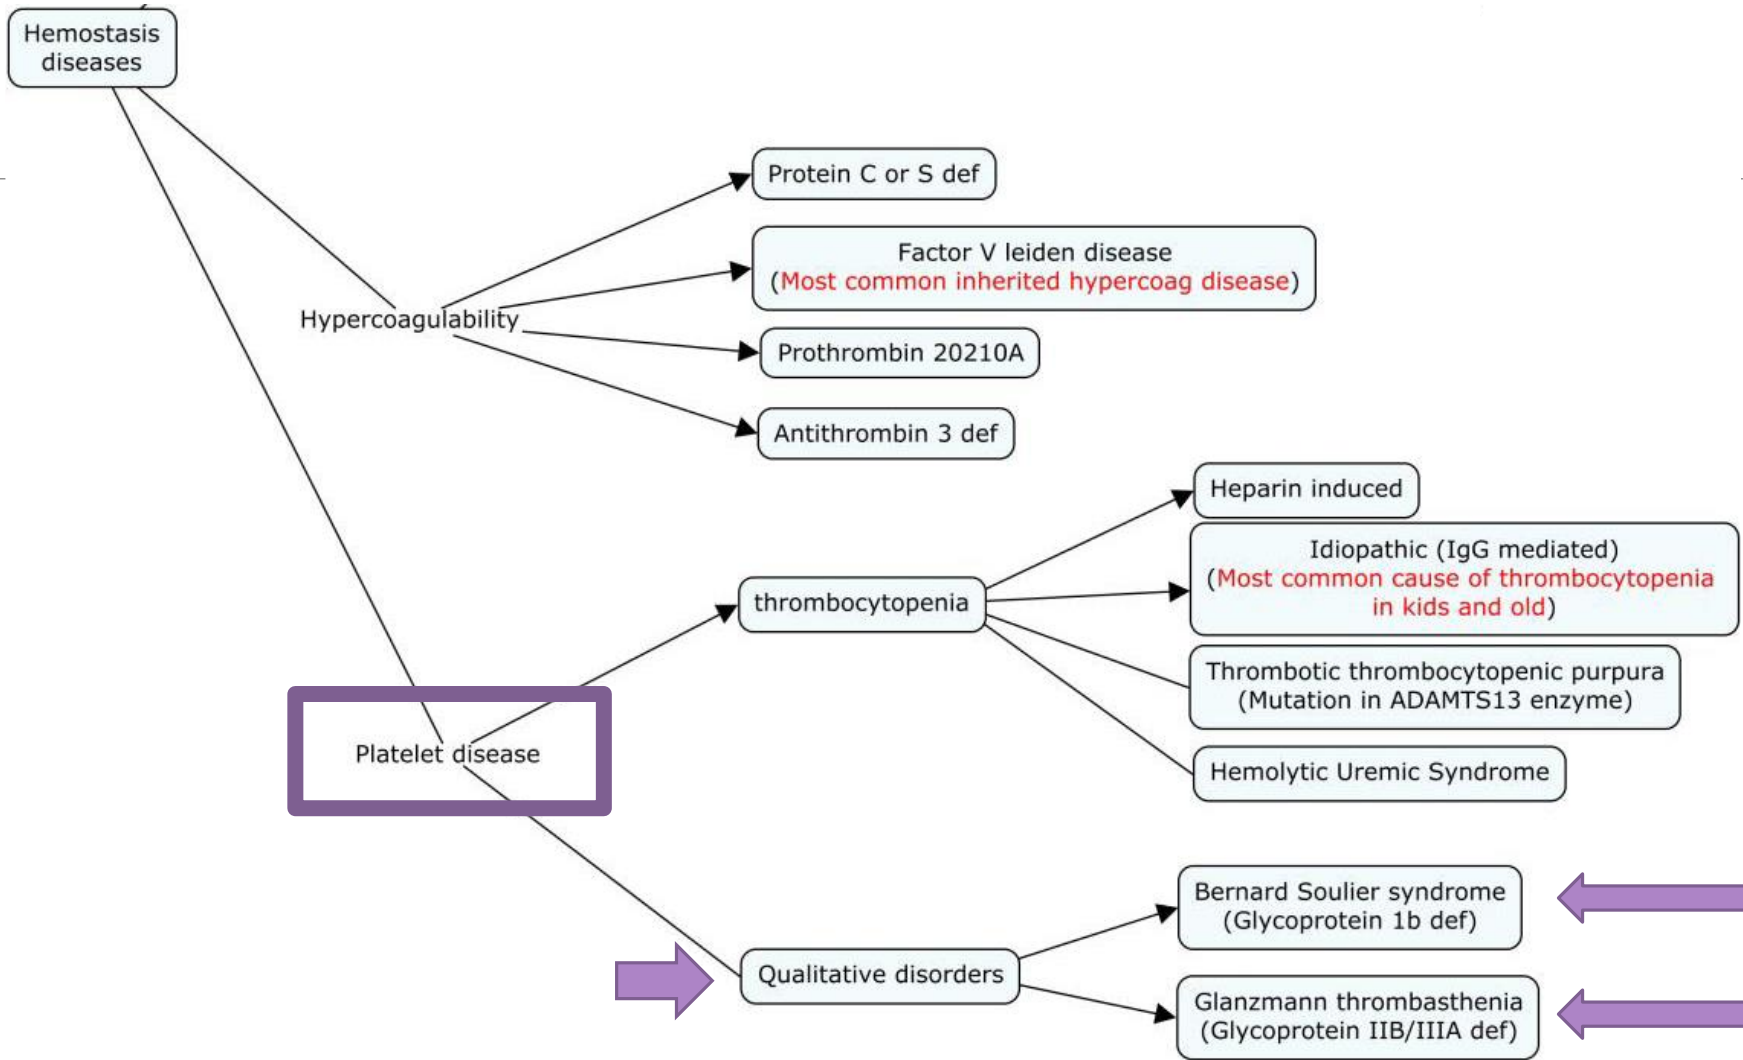 Hemostasis
diseases
Protein C or S def
Factor V leiden disease
(Most common inherited hypercoag disease)
Hypercoagulability
Prothrombin 20210A
Antithrombin 3 def
Heparin induced
Idiopathic (IgG mediated)
(Most common cause of thrombocytopenia
in kids and old)
thrombocytopenia
Thrombotic thrombocytopenic purpura
(Mutation in ADAMTS13 enzyme)
Platelet disease
Hemolytic Uremic Syndrome
Bernard Soulier syndrome
(Glycoprotein 1b def)
Qualitative disorders
Glanzmann thrombasthenia
(Glycoprotein IIB/IIIA def)